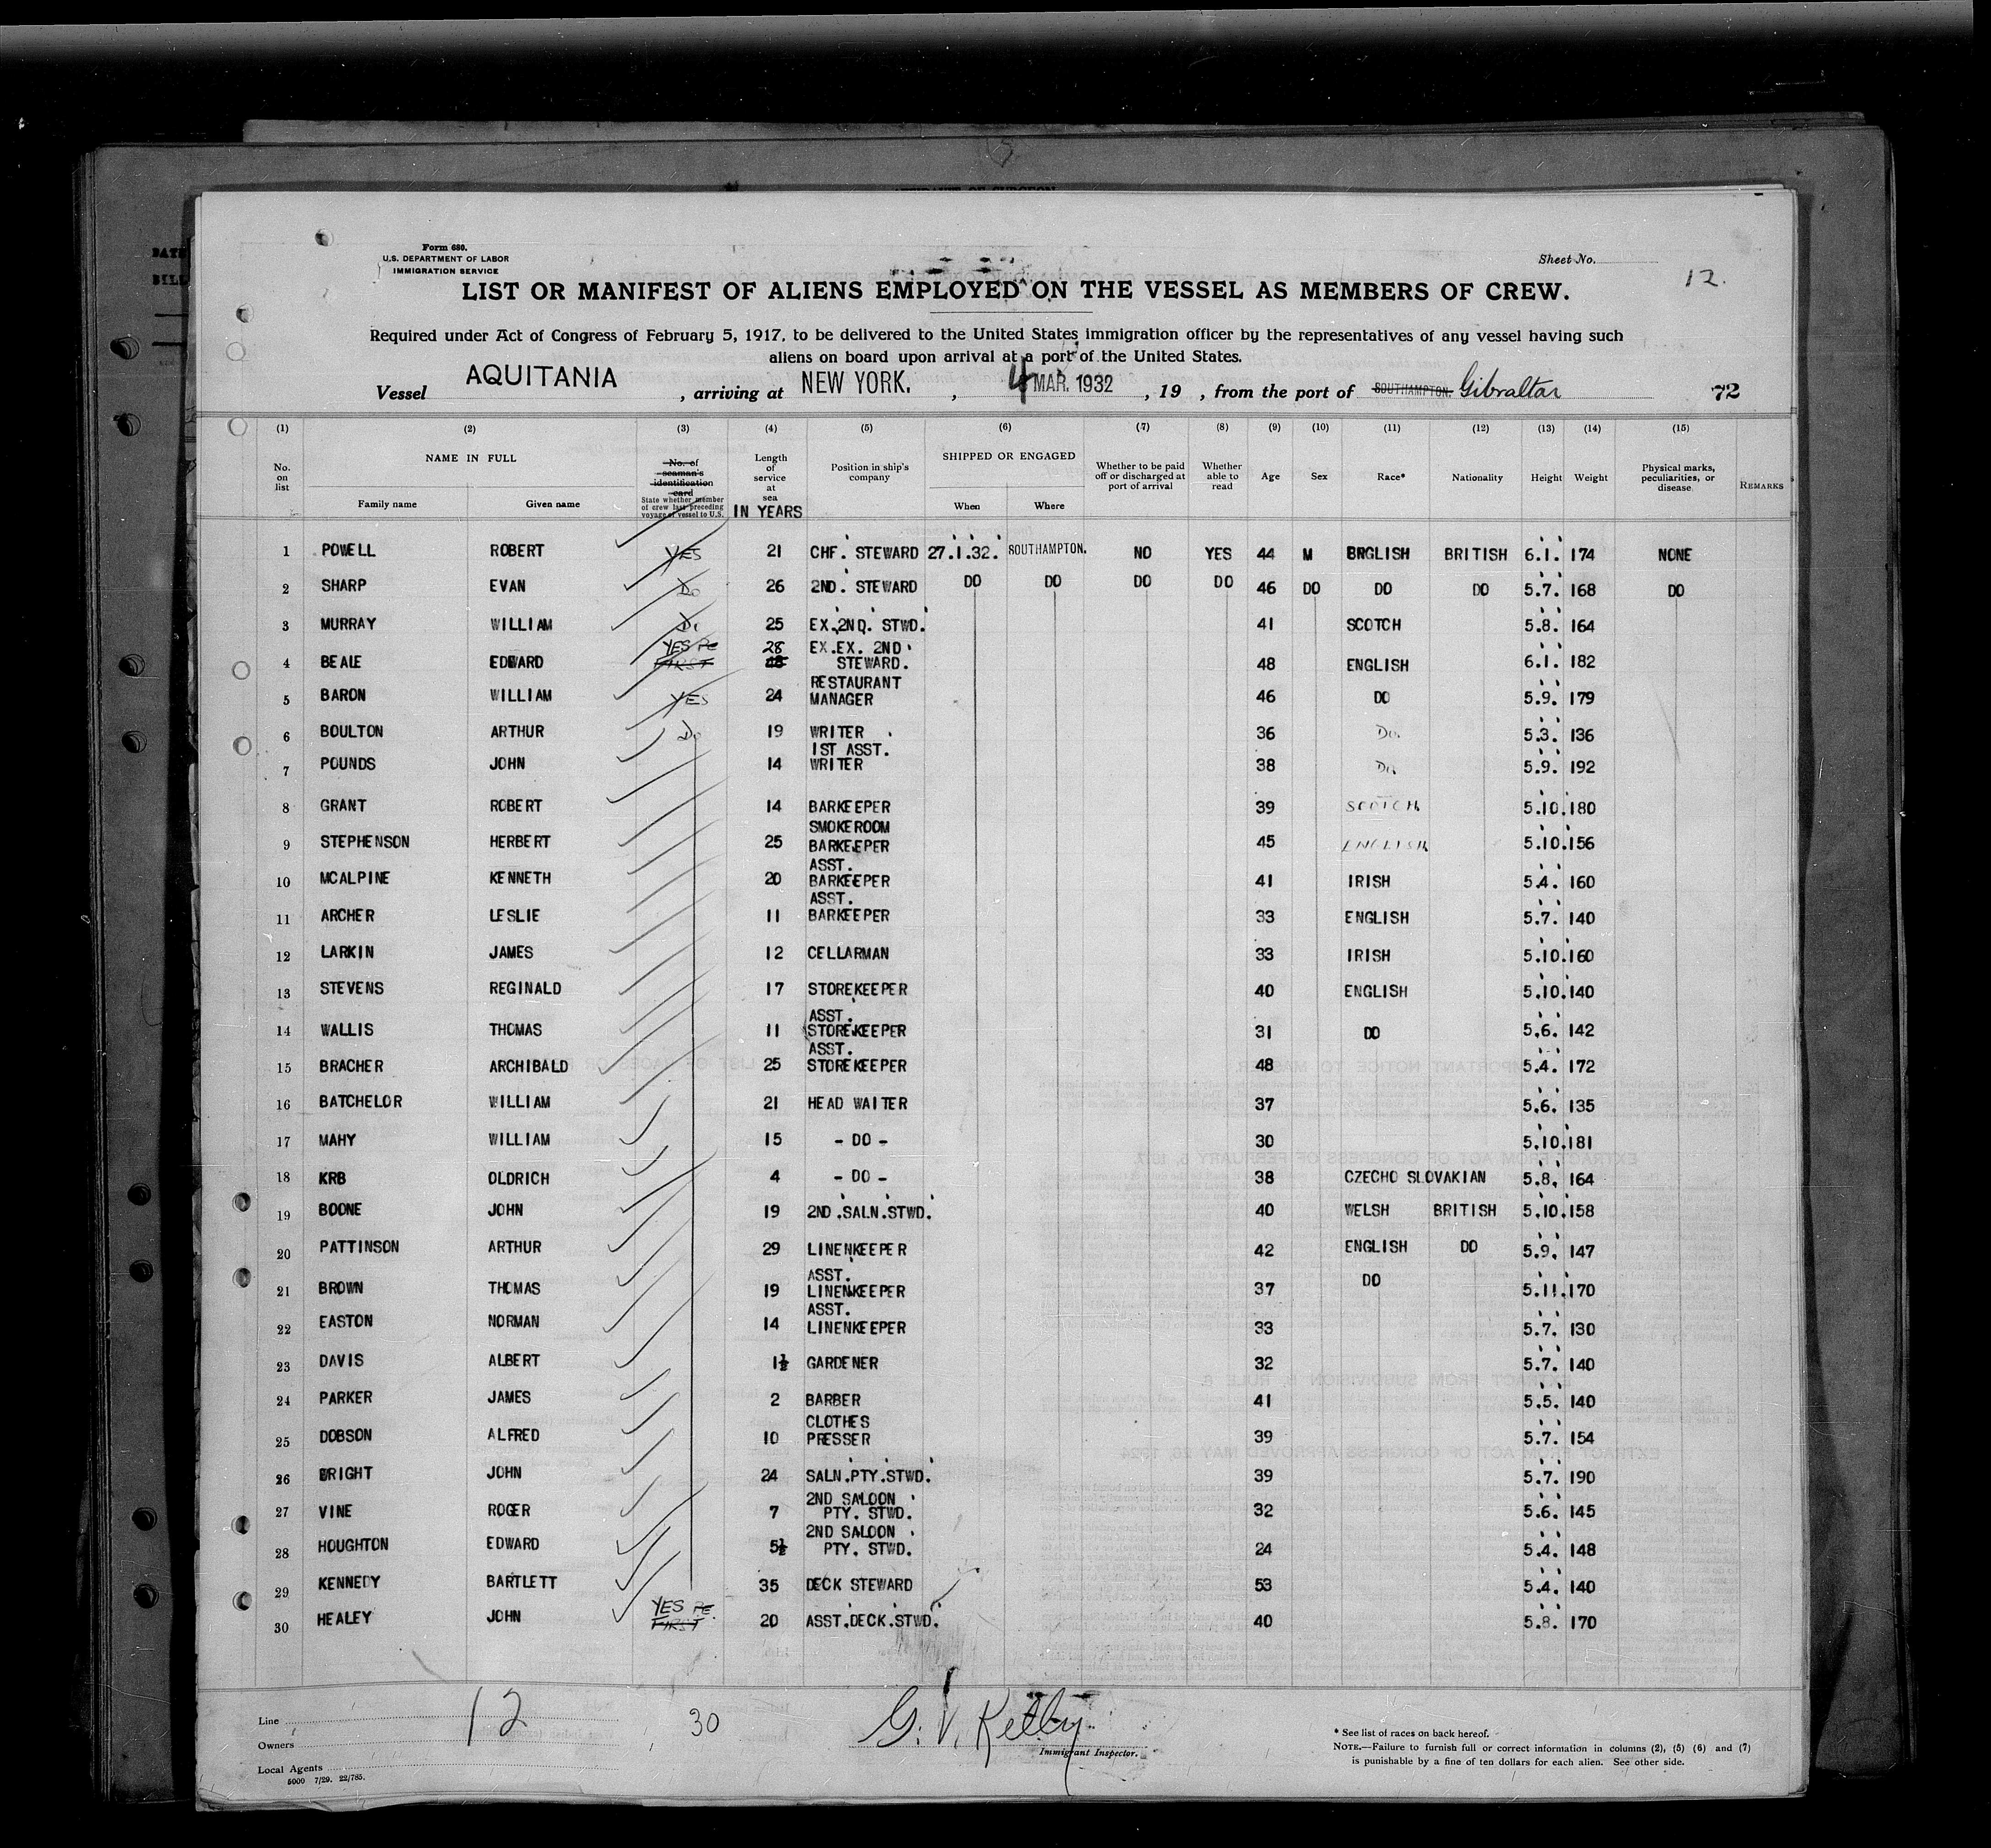 Form 680.
U.S. DEPARTMENT OF LABOR
IMMIGRATION SERVICE
Sheet No.
12.
LIST OR MANIFEST OF ALIENS EMPLOYED ON THE VESSEL AS MEMBERS OF CREW.
Required under Act of Congress of February 5, 1917, to be delivered to the United States immigration officer by the representatives of any vessel having such
aliens on board upon arrival at a port of the United States.
Vessel AQUITANIA, arriving at NEW YORK., 4 MAR. 1932, 19 , from the port of SOUTHAMPTON. Gibraltar 72
(1) (2) (3) (4) (5) (6) (7) (8) (9) (10) (11) (12) (13) (14) (15)
No. on list NAME IN FULL Family name Given name No. of seaman's identification card State whether member of crew last preceding voyage of vessel to U.S. Length of service at sea IN YEARS Position in ship's company SHIPPED OR ENGAGED When Where Whether to be paid off or discharged at port of arrival Whether able to read Age Sex Race* Nationality Height Weight Physical marks, peculiarities, or disease REMARKS
1 POWELL ROBERT YES 21 CHF. STEWARD 27.1.32. SOUTHAMPTON. NO YES 44 M ENGLISH BRITISH 6.1. 174 NONE
2 SHARP EVAN Do 26 2ND. STEWARD DO DO DO DO 46 DO DO DO 5.7. 168 DO
3 MURRAY WILLIAM Do 25 EX.2ND. STWD. 41 SCOTCH 5.8. 164
4 BEALE EDWARD YES FIRST 28 EX.EX. 2ND STEWARD. 48 ENGLISH 6.1. 182
5 BARON WILLIAM YES 24 RESTAURANT MANAGER 46 DO 5.9. 179
6 BOULTON ARTHUR Do 19 WRITER 36 Do. 5.3. 136
7 POUNDS JOHN 14 1ST ASST. WRITER 38 Do. 5.9. 192
8 GRANT ROBERT 14 BARKEEPER 39 SCOTCH 5.10. 180
9 STEPHENSON HERBERT 25 SMOKEROOM BARKEEPER 45 ENGLISH 5.10. 156
10 MCALPINE KENNETH 20 ASST. BARKEEPER 41 IRISH 5.4. 160
11 ARCHER LESLIE 11 ASST. BARKEEPER 33 ENGLISH 5.7. 140
12 LARKIN JAMES 12 CELLARMAN 33 IRISH 5.10. 160
13 STEVENS REGINALD 17 STOREKEEPER 40 ENGLISH 5.10. 140
14 WALLIS THOMAS 11 ASST. STOREKEEPER 31 DO 5.6. 142
15 BRACHER ARCHIBALD 25 ASST. STOREKEEPER 48 5.4. 172
16 BATCHELOR WILLIAM 21 HEAD WAITER 37 5.6. 135
17 MAHY WILLIAM 15 - DO - 30 5.10. 181
18 KRB OLDRICH 4 - DO - 38 CZECHO SLOVAKIAN 5.8. 164
19 BOONE JOHN 19 2ND.SALN.STWD. 40 WELSH BRITISH 5.10. 158
20 PATTINSON ARTHUR 29 LINENKEEPER 42 ENGLISH DO 5.9. 147
21 BROWN THOMAS 19 ASST. LINENKEEPER 37 DO 5.11. 170
22 EASTON NORMAN 14 ASST. LINENKEEPER 33 5.7. 130
23 DAVIS ALBERT 1½ GARDENER 32 5.7. 140
24 PARKER JAMES 2 BARBER 41 5.5. 140
25 DOBSON ALFRED 10 CLOTHES PRESSER 39 5.7. 154
26 BRIGHT JOHN 24 SALN.PTY.STWD. 39 5.7. 190
27 VINE ROGER 7 2ND SALOON PTY. STWD. 32 5.6. 145
28 HOUGHTON EDWARD 5½ 2ND SALOON PTY. STWD. 24 5.4. 148
29 KENNEDY BARTLETT 35 DECK STEWARD 53 5.4. 140
30 HEALEY JOHN YES FIRST 20 ASST.DECK.STWD. 40 5.8. 170
Line
Owners
Local Agents
5000 7/29. 22/785.
12 30
G. V. Kelly
Immigrant Inspector.
* See list of races on back hereof.
NOTE.—Failure to furnish full or correct information in columns (2), (5) (6) and (7)
is punishable by a fine of ten dollars for each alien. See other side.